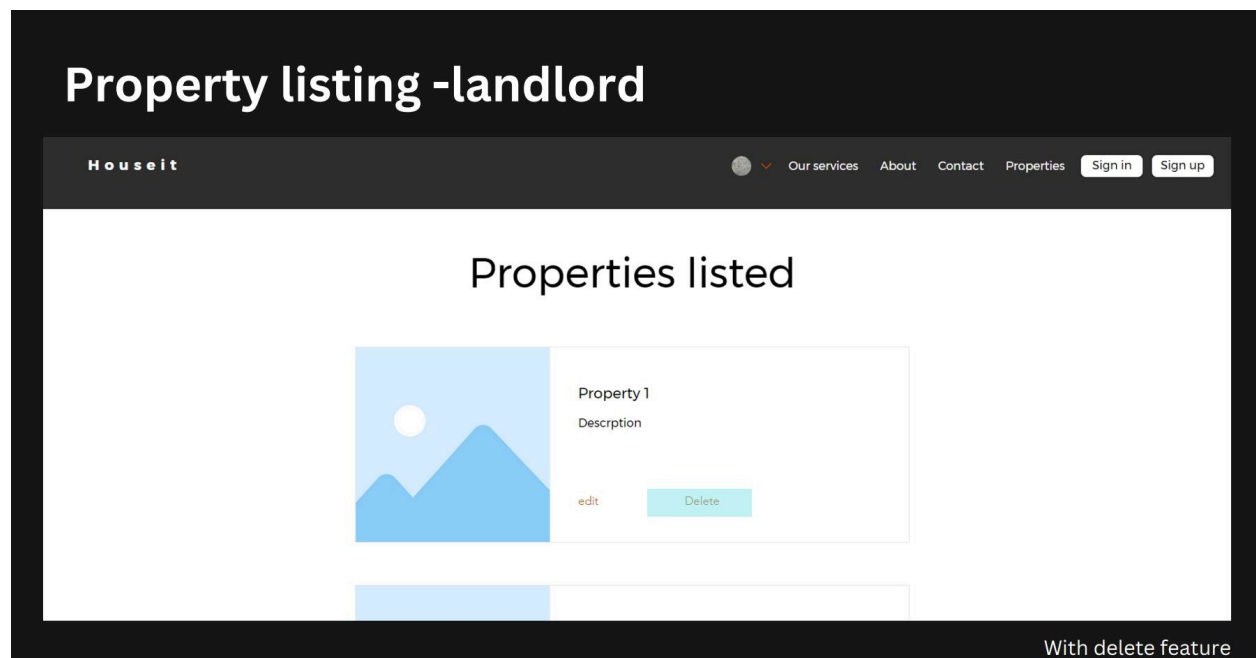 Property listing -landlord
Houseit Our services About Contact Properties Sign in Sign up
Properties listed
Property 1
Descrption
edit Delete
With delete feature